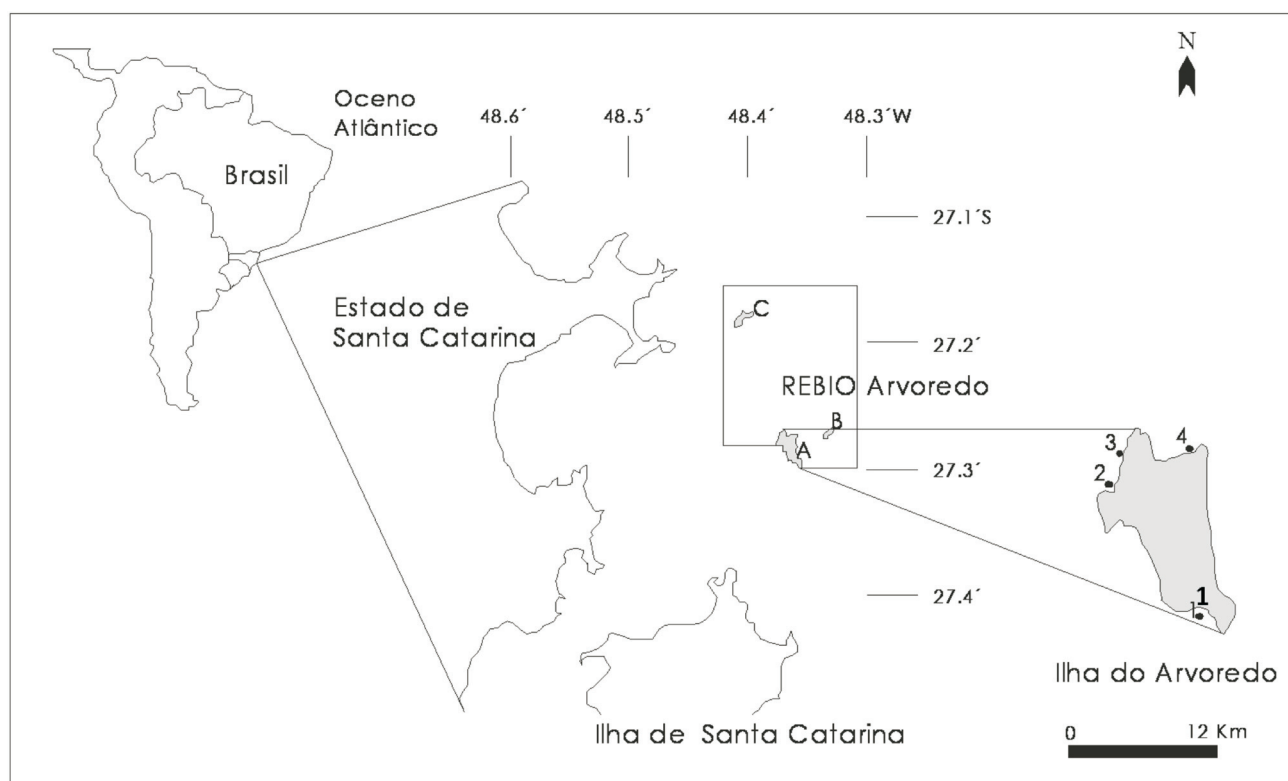 N
Oceno
Atlântico
48.6´ 48.5´ 48.4´ 48.3´W
Brasil
27.1´S
Estado de
Santa Catarina
C
27.2´
REBIO Arvoredo
B
A
27.3´
3 4
2
27.4´
1
Ilha do Arvoredo
Ilha de Santa Catarina
0 12 Km